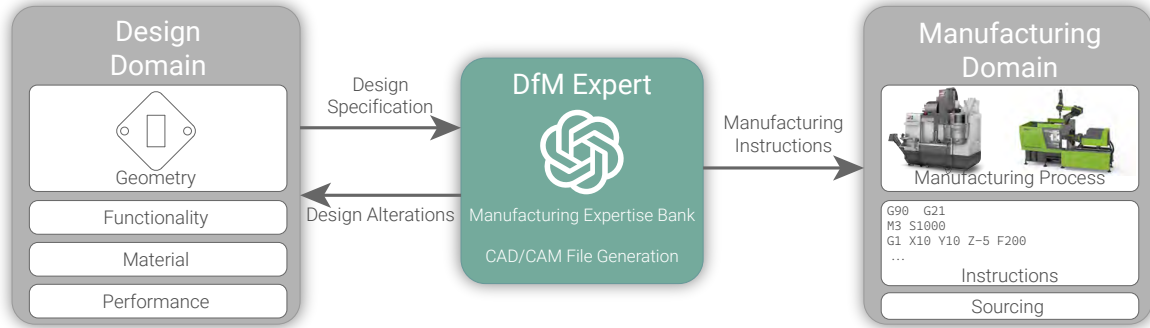 Design
Domain
Geometry
Functionality
Material
Performance
Design
Specification
Design Alterations
DfM Expert
Manufacturing Expertise Bank
CAD/CAM File Generation
Manufacturing
Instructions
Manufacturing
Domain
Manufacturing Process
G90  G21
M3 S1000
G1 X10 Y10 Z-5 F200
...
Instructions
Sourcing